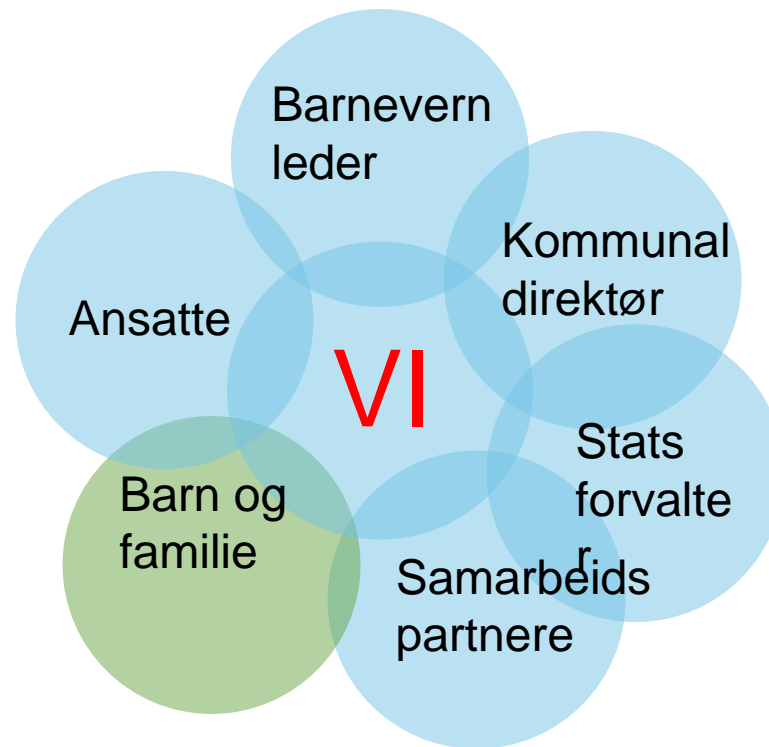 Barnevern
leder
Kommunal
direktør
Ansatte
VI
Stats
forvalte
r
Barn og
familie
Samarbeids
partnere